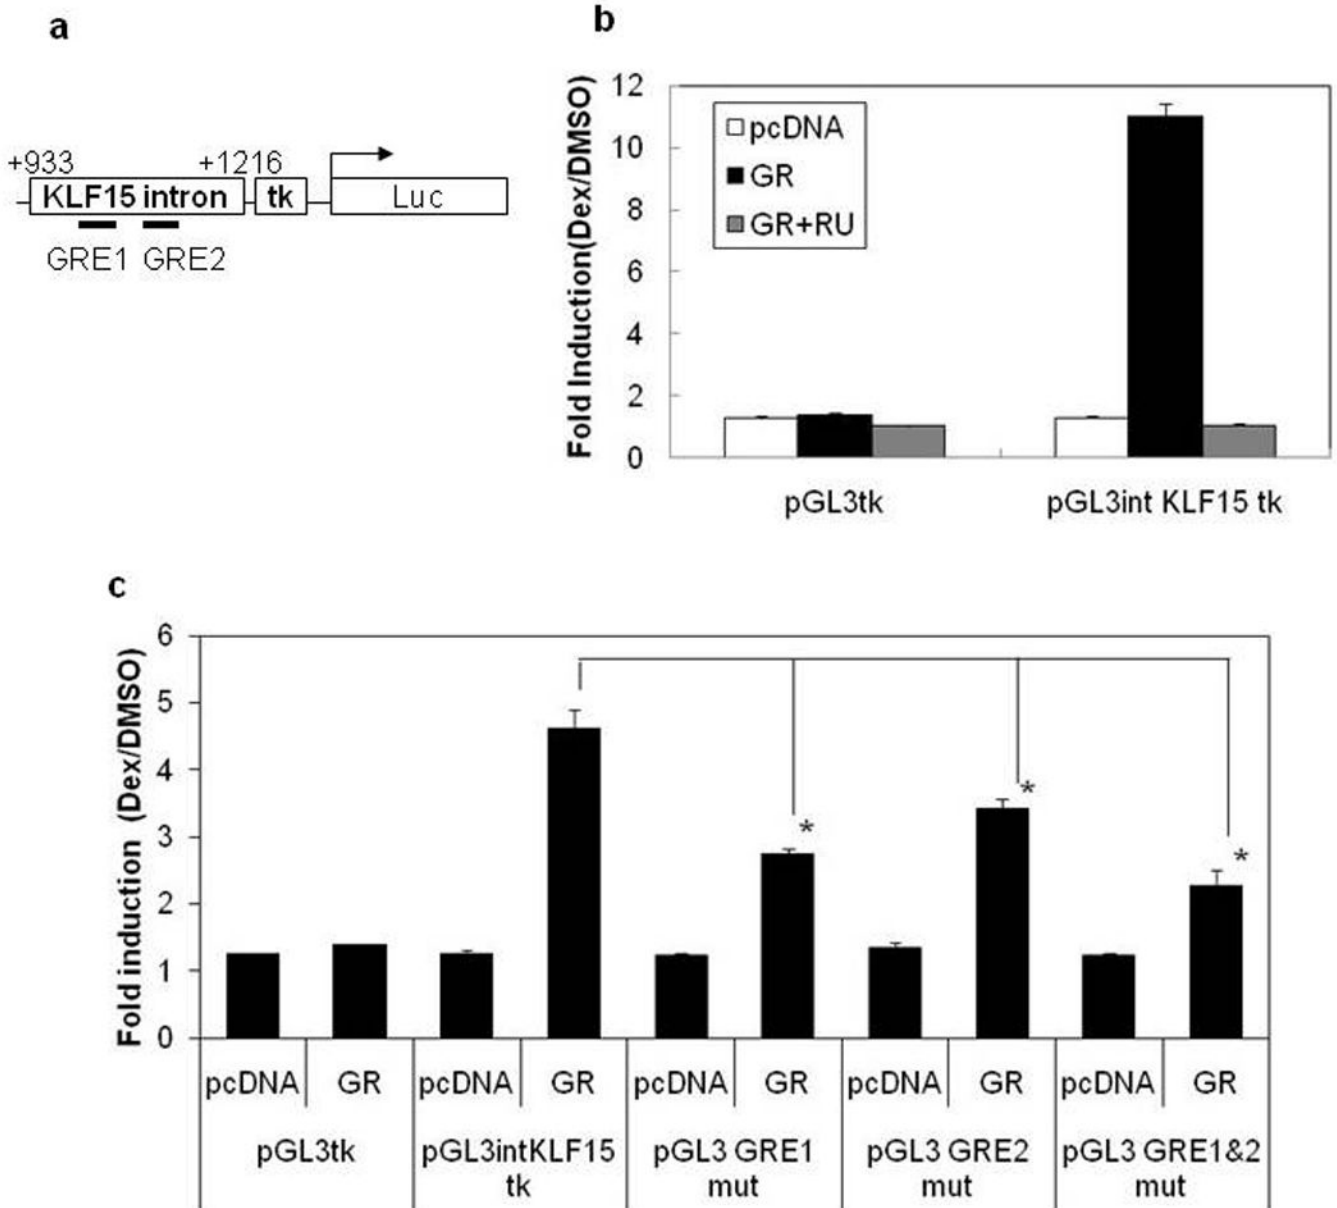 a
+933 +1216
KLF15 intron tk Luc
GRE1 GRE2
b
Fold Induction(Dex/DMSO)
12
10
8
6
4
2
0
pcDNA
GR
GR+RU
pGL3tk pGL3int KLF15 tk
c
Fold induction (Dex/DMSO)
6
5
4
3
2
1
0
*
*
*
pcDNA GR pcDNA GR pcDNA GR pcDNA GR pcDNA GR
pGL3tk pGL3intKLF15 pGL3 GRE1 pGL3 GRE2 pGL3 GRE1&2
tk mut mut mut